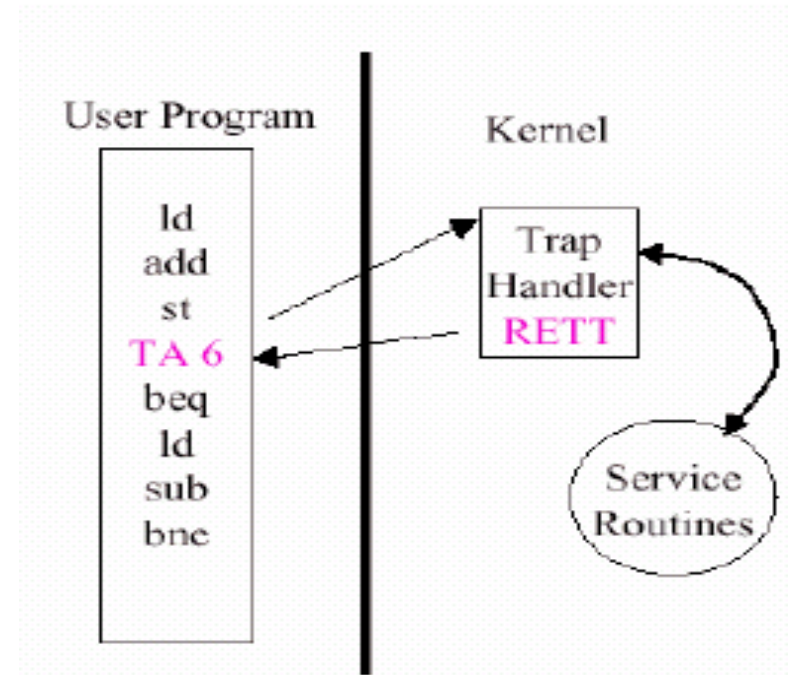 User Program
ld
add
st
TA 6
beq
ld
sub
bne
Kernel
Trap
Handler
RETT
Service
Routines